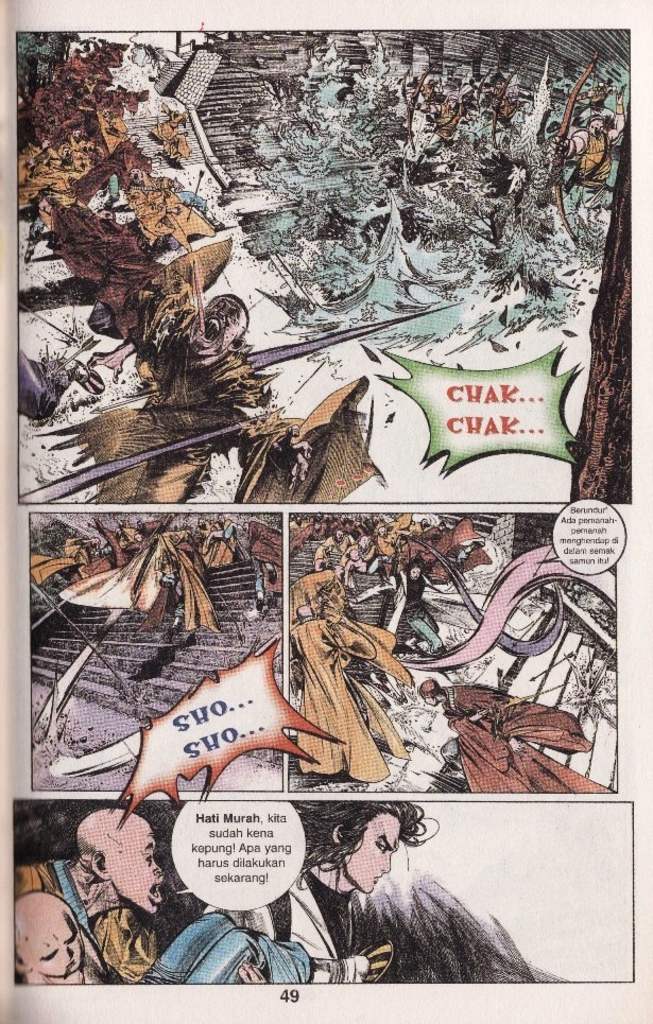 CHAK...
CHAK...
Berundur!
Ada pemanah-
pemanah
menghendap di
dalam semak
samun itu!
SHO...
SHO...
Hati Murah, kita
sudah kena
kepung! Apa yang
harus dilakukan
sekarang!
49